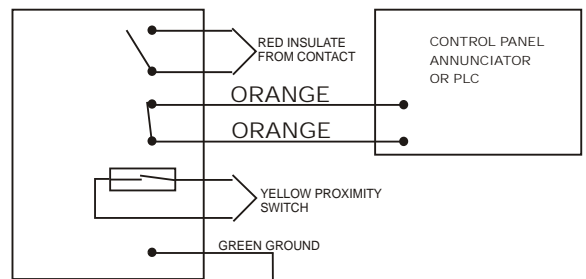 RED INSULATE
FROM CONTACT
CONTROL PANEL
ANNUNCIATOR
OR PLC
ORANGE
ORANGE
YELLOW PROXIMITY
SWITCH
GREEN GROUND